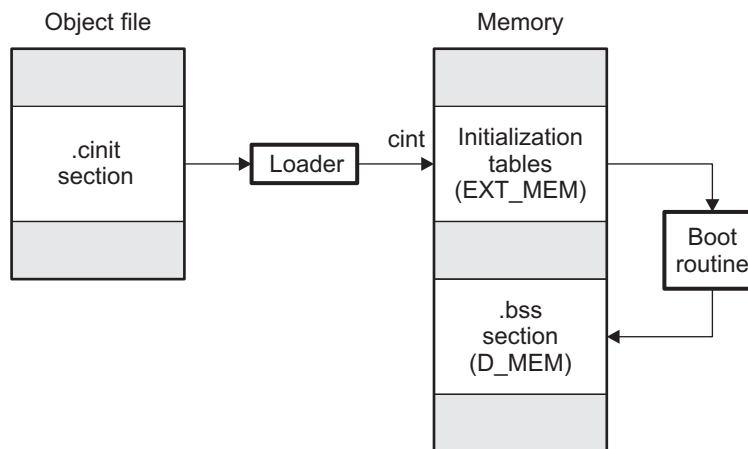 Object file
Memory
.cinit
section
Loader
cint
Initialization
tables
(EXT_MEM)
Boot
routine
.bss
section
(D_MEM)